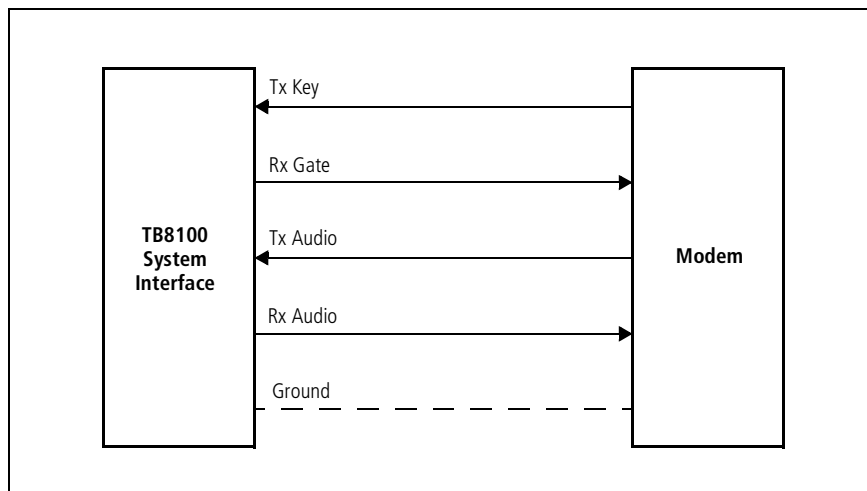 Tx Key
Rx Gate
TB8100
System
Interface
Tx Audio
Modem
Rx Audio
Ground